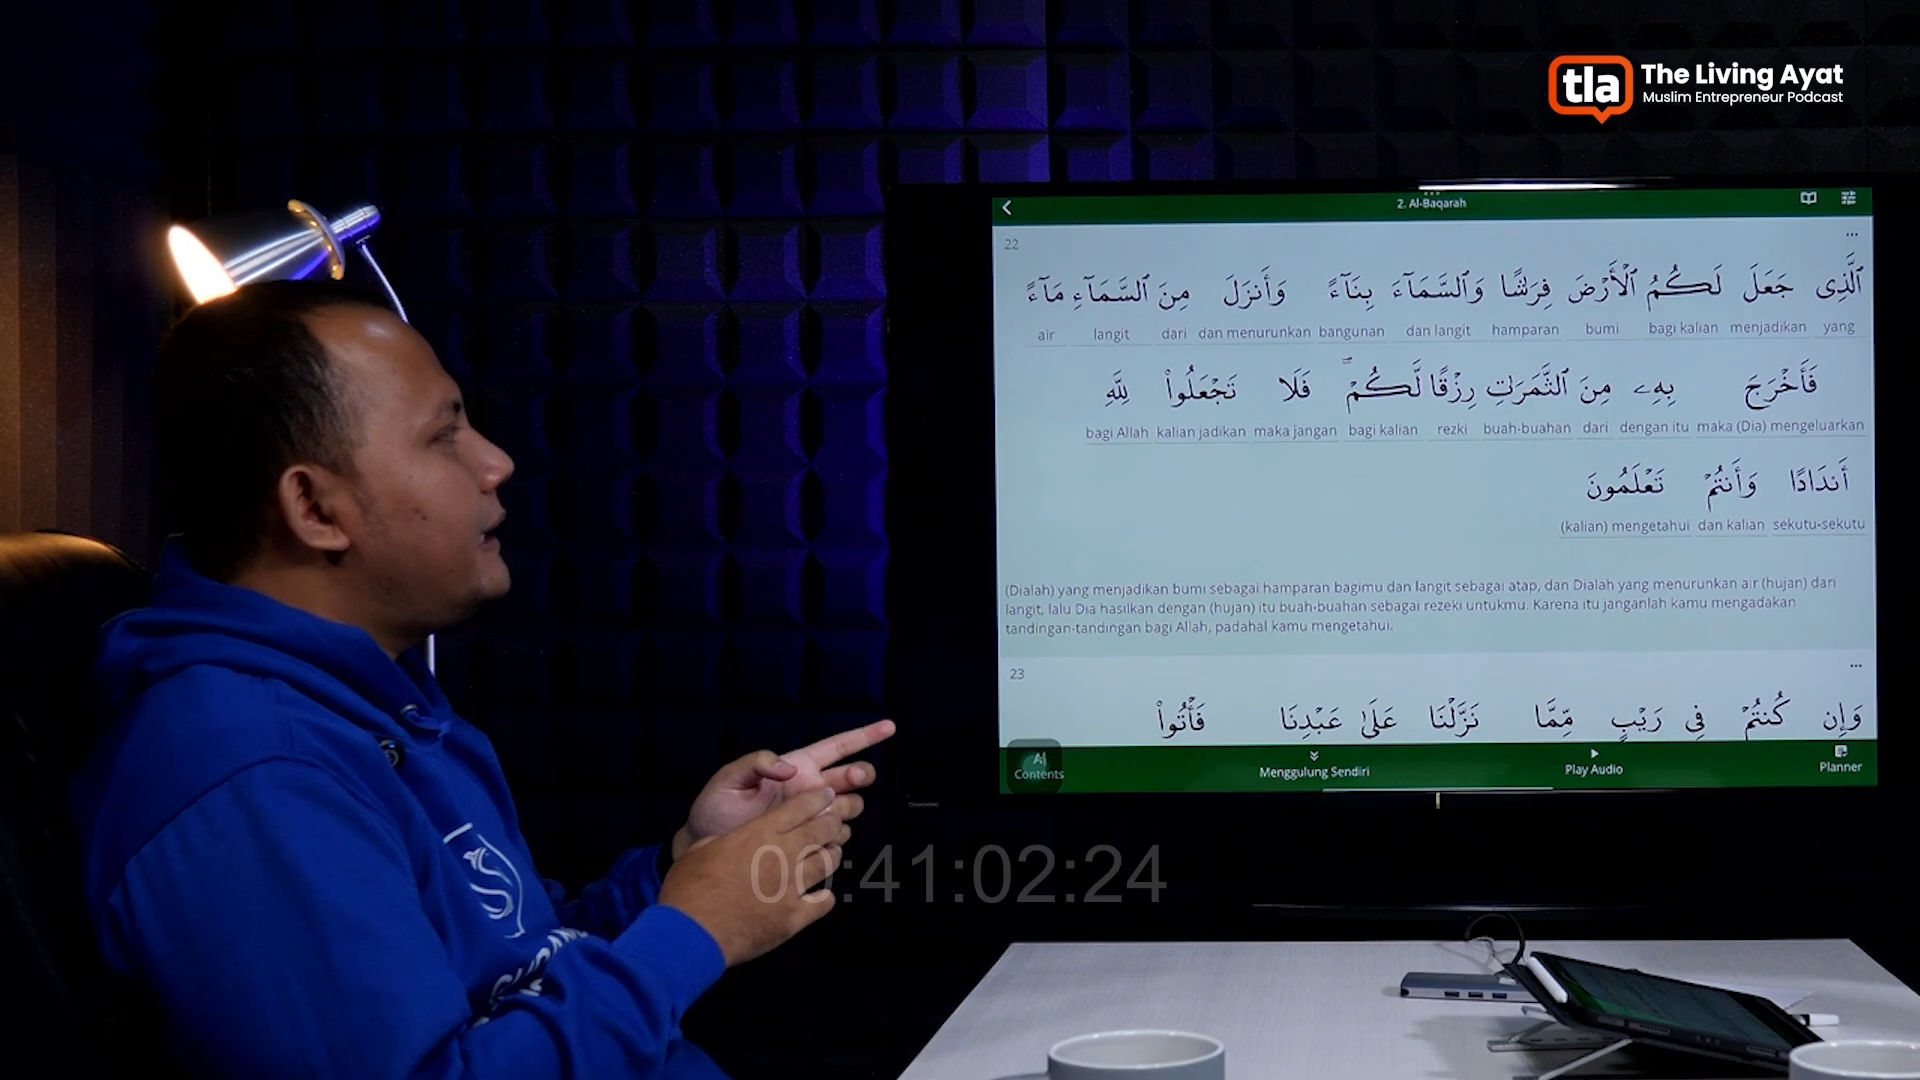 tla
The Living Ayat
Muslim Entrepreneur Podcast
2. Al-Baqarah
22
ٱلَّذِى جَعَلَ لَكُمُ ٱلْأَرْضَ فِرَٰشًا وَٱلسَّمَآءَ بِنَآءً وَأَنزَلَ مِنَ ٱلسَّمَآءِ مَآءً
yang menjadikan bagi kalian bumi hamparan dan langit bangunan dan menurunkan dari langit air
فَأَخْرَجَ بِهِۦ مِنَ ٱلثَّمَرَٰتِ رِزْقًا لَّكُمْ ۖ فَلَا تَجْعَلُوا۟ لِلَّهِ
maka (Dia) mengeluarkan dengan itu dari buah-buahan rezki bagi kalian maka jangan kalian jadikan bagi Allah
أَندَادًا وَأَنتُمْ تَعْلَمُونَ
sekutu-sekutu dan kalian (kalian) mengetahui
(Dialah) yang menjadikan bumi sebagai hamparan bagimu dan langit sebagai atap, dan Dialah yang menurunkan air (hujan) dari
langit, lalu Dia hasilkan dengan (hujan) itu buah-buahan sebagai rezeki untukmu. Karena itu janganlah kamu mengadakan
tandingan-tandingan bagi Allah, padahal kamu mengetahui.
23
وَإِن كُنتُمْ فِى رَيْبٍ مِّمَّا نَزَّلْنَا عَلَىٰ عَبْدِنَا فَأْتُوا۟
Contents
Menggulung Sendiri
Play Audio
Planner
00:41:02:24